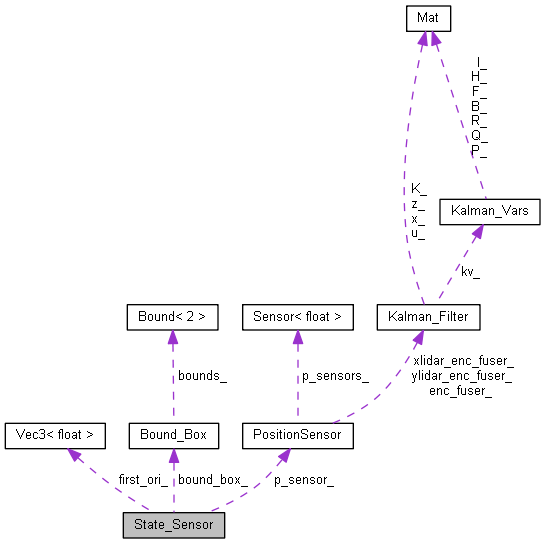 Mat
I_
H_
F_
B_
R_
Q_
P_
K_
z_
x_
u_
Kalman_Vars
kv_
Bound< 2 >
Sensor< float >
Kalman_Filter
bounds_
p_sensors_
xlidar_enc_fuser_
ylidar_enc_fuser_
enc_fuser_
Vec3< float >
Bound_Box
PositionSensor
first_ori_
bound_box_
p_sensor_
State_Sensor